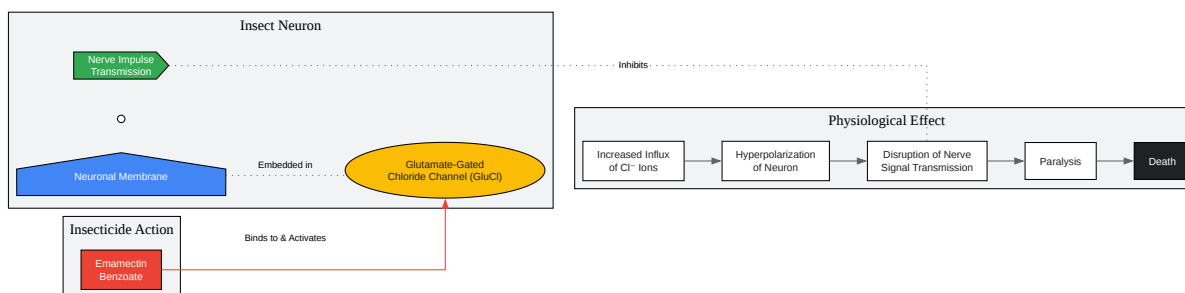 Insect Neuron
Nerve Impulse
Transmission
Inhibits
Physiological Effect
Increased Influx
of Cl⁻ Ions
Hyperpolarization
of Neuron
Disruption of Nerve
Signal Transmission
Paralysis
Death
Neuronal Membrane
Embedded in
Glutamate-Gated
Chloride Channel (GluCl)
Insecticide Action
Binds to & Activates
Emamectin
Benzoate